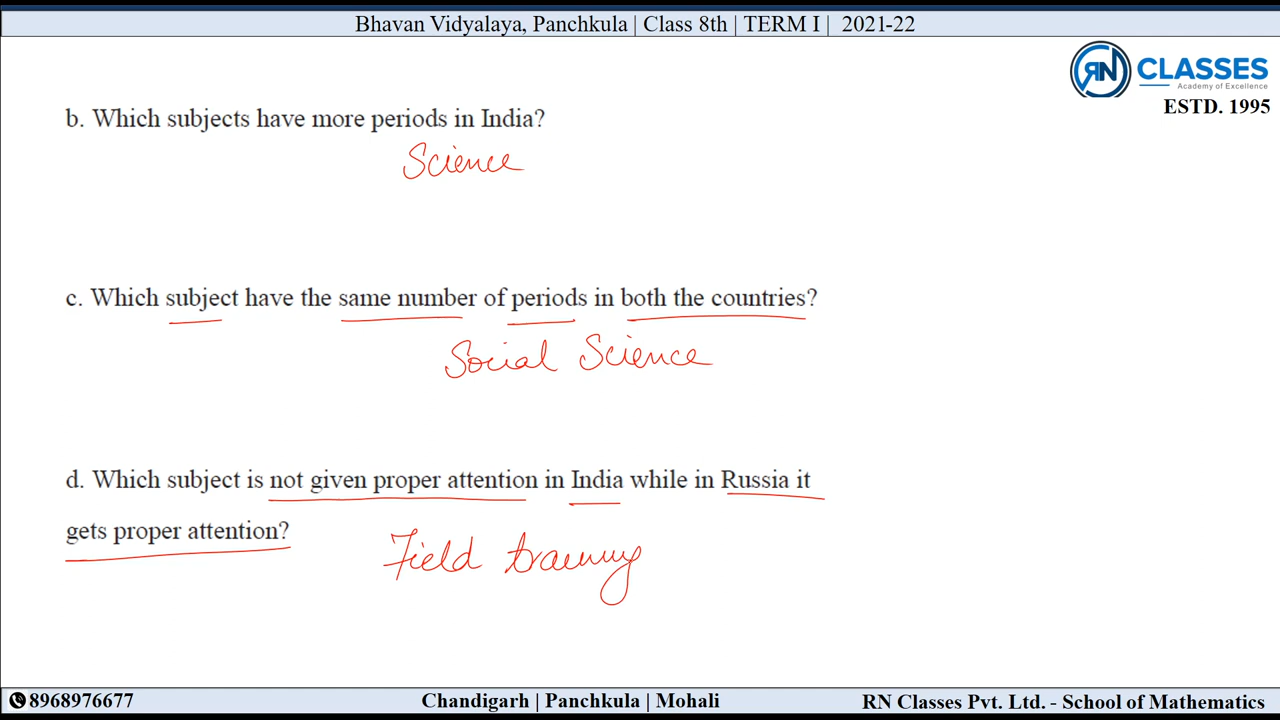 Bhavan Vidyalaya, Panchkula | Class 8th | TERM I | 2021-22
RN CLASSES
Academy of Excellence
ESTD. 1995
b. Which subjects have more periods in India?
Science
c. Which subject have the same number of periods in both the countries?
Social Science
d. Which subject is not given proper attention in India while in Russia it
gets proper attention?
Field training
8968976677
Chandigarh | Panchkula | Mohali
RN Classes Pvt. Ltd. - School of Mathematics